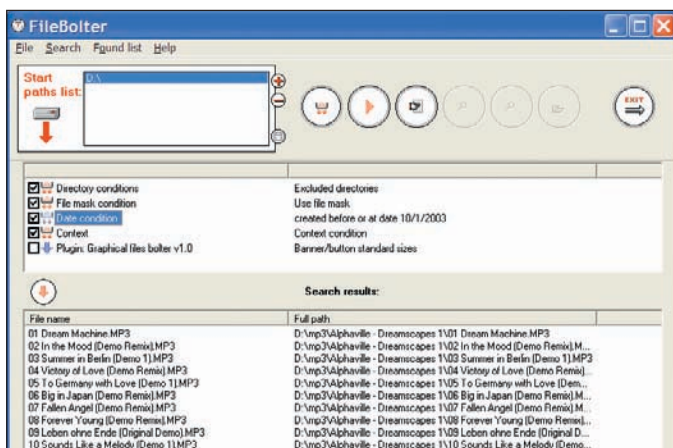 FileBolter
File Search Found list Help
Start
paths list:
D:\
EXIT
Directory conditions Excluded directories
File mask condition Use file mask
Date condition created before or at date 10/1/2003
Context Context condition
Plugin: Graphical files bolter v1.0 Banner/button standard sizes
Search results:
File name Full path
01 Dream Machine.MP3 D:\mp3\Alphaville - Dreamscapes 1\01 Dream Machine.MP3
02 In the Mood (Demo Remix).MP3 D:\mp3\Alphaville - Dreamscapes 1\02 In the Mood (Demo Remix).M...
03 Summer in Berlin (Demo 1).MP3 D:\mp3\Alphaville - Dreamscapes 1\03 Summer in Berlin (Demo 1).MP3
04 Victory of Love (Demo Remix).MP3 D:\mp3\Alphaville - Dreamscapes 1\04 Victory of Love (Demo Remix)....
05 To Germany with Love (Demo 1).MP3 D:\mp3\Alphaville - Dreamscapes 1\05 To Germany with Love (Dem...
06 Big in Japan (Demo Remix).MP3 D:\mp3\Alphaville - Dreamscapes 1\06 Big in Japan (Demo Remix).M...
07 Fallen Angel (Demo Remix).MP3 D:\mp3\Alphaville - Dreamscapes 1\07 Fallen Angel (Demo Remix).M...
08 Forever Young (Demo Remix).MP3 D:\mp3\Alphaville - Dreamscapes 1\08 Forever Young (Demo Remix)...
09 Leben ohne Ende (Original Demo).MP3 D:\mp3\Alphaville - Dreamscapes 1\09 Leben ohne Ende (Original D...
10 Sounds Like a Melody (Demo 1).MP3 D:\mp3\Alphaville - Dreamscapes 1\10 Sounds Like a Melody (Demo...